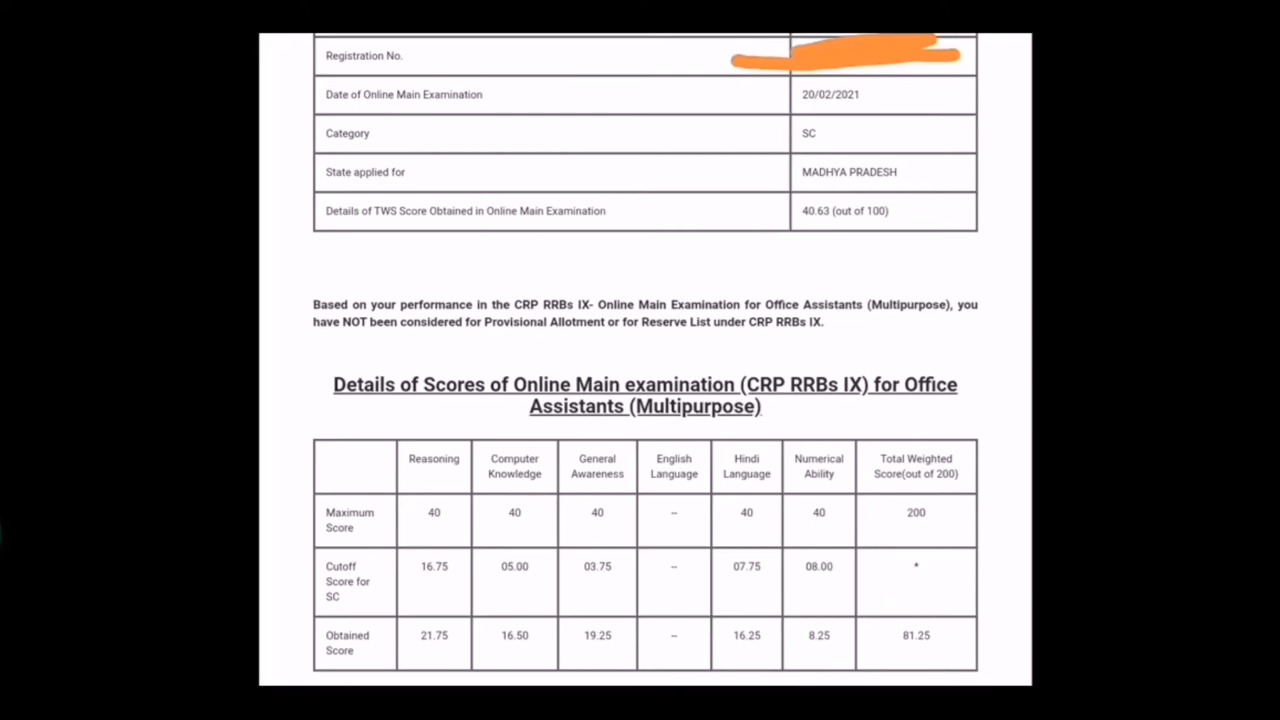 Registration No.
Date of Online Main Examination 20/02/2021
Category SC
State applied for MADHYA PRADESH
Details of TWS Score Obtained in Online Main Examination 40.63 (out of 100)
Based on your performance in the CRP RRBs IX- Online Main Examination for Office Assistants (Multipurpose), you
have NOT been considered for Provisional Allotment or for Reserve List under CRP RRBs IX.
Details of Scores of Online Main examination (CRP RRBs IX) for Office
Assistants (Multipurpose)
Reasoning Computer General English Hindi Numerical Total Weighted
Knowledge Awareness Language Language Ability Score(out of 200)
Maximum 40 40 40 -- 40 40 200
Score
Cutoff 16.75 05.00 03.75 -- 07.75 08.00 *
Score for
SC
Obtained 21.75 16.50 19.25 -- 16.25 8.25 81.25
Score